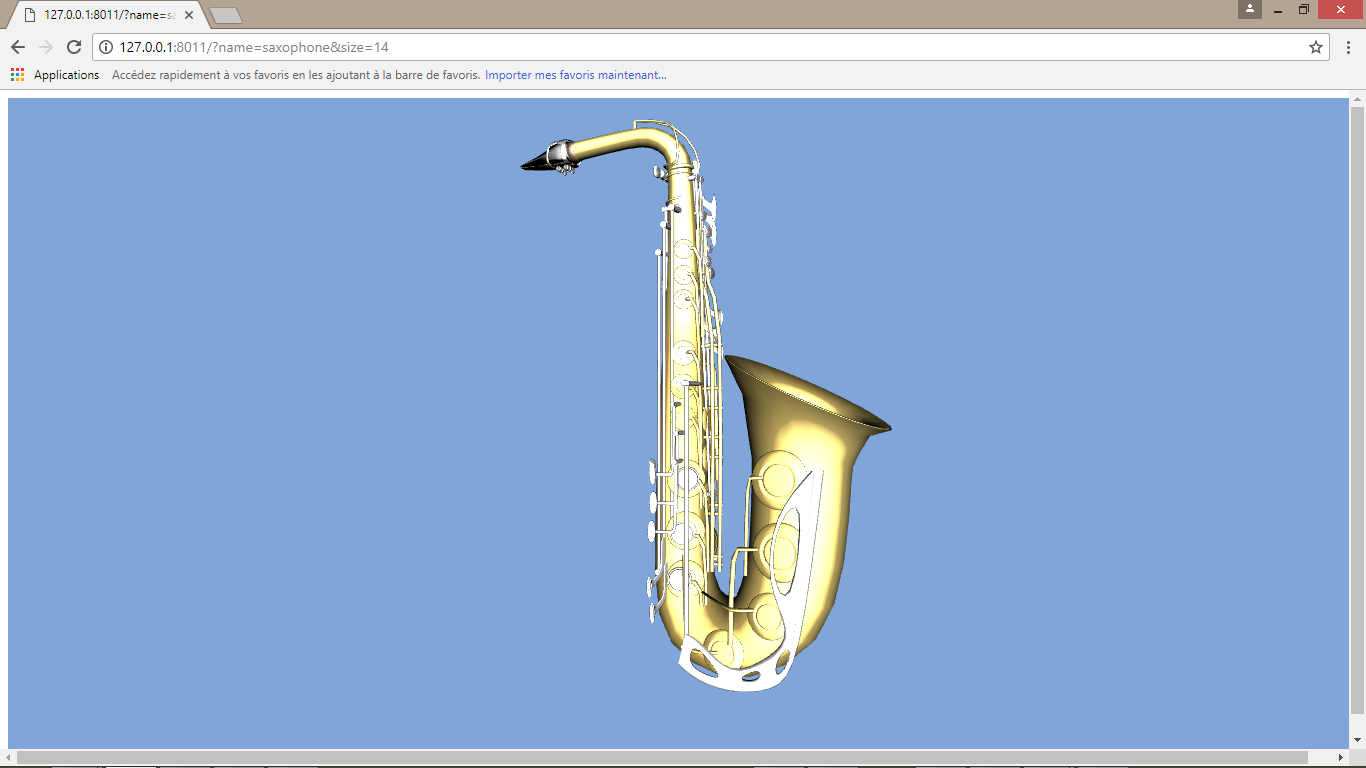 127.0.0.1:8011/?name=sa
127.0.0.1:8011/?name=saxophone&size=14
Applications Accédez rapidement à vos favoris en les ajoutant à la barre de favoris. Importer mes favoris maintenant...